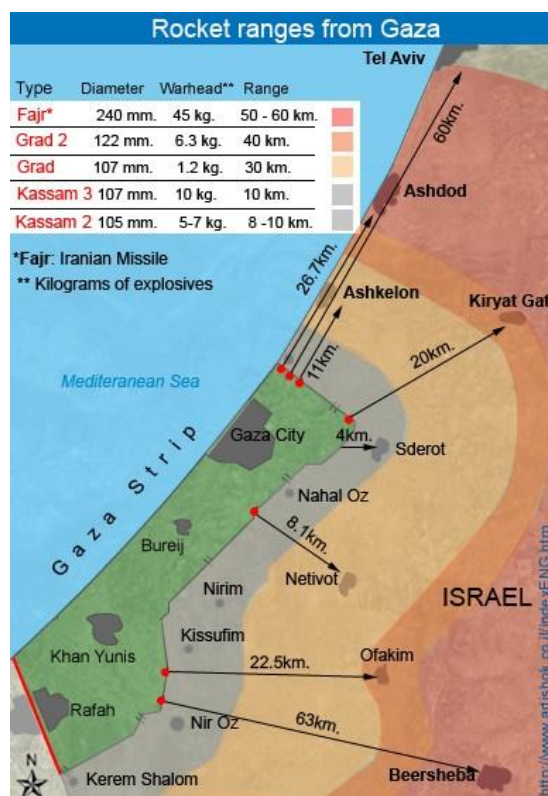 Rocket ranges from Gaza
Tel Aviv
Type Diameter Warhead** Range
Fajr* 240 mm. 45 kg. 50 - 60 km.
Grad 2 122 mm. 6.3 kg. 40 km.
Grad 107 mm. 1.2 kg. 30 km.
Kassam 3 107 mm. 10 kg. 10 km.
Kassam 2 105 mm. 5-7 kg. 8 -10 km.
*Fajr: Iranian Missile
** Kilograms of explosives
60km.
Ashdod
26.7km.
Ashkelon
Kiryat Gat
11km.
20km.
Mediteranean Sea
Gaza Strip
Gaza City
4km.
Sderot
Nahal Oz
Bureij
8.1km.
Netivot
Nirim
ISRAEL
Kissufim
Khan Yunis
22.5km.
Ofakim
Rafah
63km.
Nir Oz
N
Kerem Shalom
Beersheba
http://www.artishok.co.il/indexENG.htm